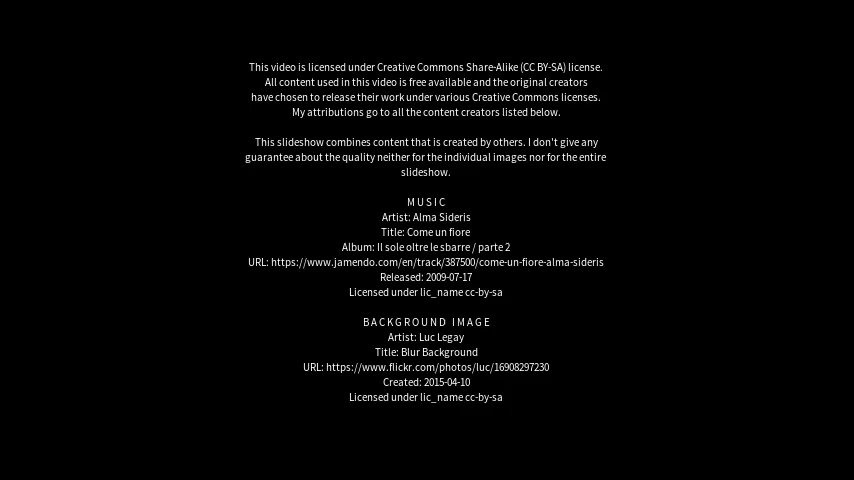 This video is licensed under Creative Commons Share-Alike (CC BY-SA) license.
All content used in this video is free available and the original creators
have chosen to release their work under various Creative Commons licenses.
My attributions go to all the content creators listed below.
This slideshow combines content that is created by others. I don't give any
guarantee about the quality neither for the individual images nor for the entire
slideshow.
MUSIC
Artist: Alma Sideris
Title: Come un fiore
Album: Il sole oltre le sbarre / parte 2
URL: https://www.jamendo.com/en/track/387500/come-un-fiore-alma-sideris
Released: 2009-07-17
Licensed under lic_name cc-by-sa
BACKGROUND IMAGE
Artist: Luc Legay
Title: Blur Background
URL: https://www.flickr.com/photos/luc/16908297230
Created: 2015-04-10
Licensed under lic_name cc-by-sa